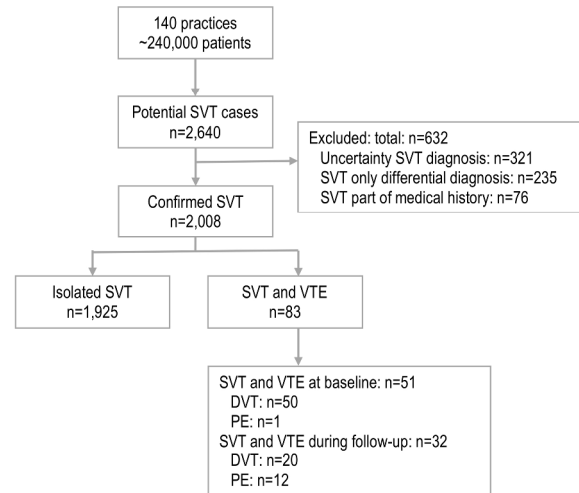 140 practices
~240,000 patients
Potential SVT cases
n=2,640
Excluded: total: n=632
Uncertainty SVT diagnosis: n=321
SVT only differential diagnosis: n=235
SVT part of medical history: n=76
Confirmed SVT
n=2,008
Isolated SVT
n=1,925
SVT and VTE
n=83
SVT and VTE at baseline: n=51
DVT: n=50
PE: n=1
SVT and VTE during follow-up: n=32
DVT: n=20
PE: n=12